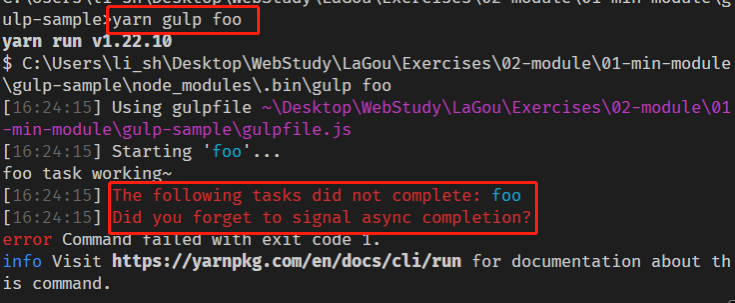 C:\Users\li_sh\Desktop\WebStudy\LaGou\Exercises\02-module\01-min-module\g
ulp-sample>yarn gulp foo
yarn run v1.22.10
$ C:\Users\li_sh\Desktop\WebStudy\LaGou\Exercises\02-module\01-min-module
\gulp-sample\node_modules\.bin\gulp foo
[16:24:15] Using gulpfile ~\Desktop\WebStudy\LaGou\Exercises\02-module\01
-min-module\gulp-sample\gulpfile.js
[16:24:15] Starting 'foo'...
foo task working~
[16:24:15] The following tasks did not complete: foo
[16:24:15] Did you forget to signal async completion?
error Command failed with exit code 1.
info Visit https://yarnpkg.com/en/docs/cli/run for documentation about th
is command.